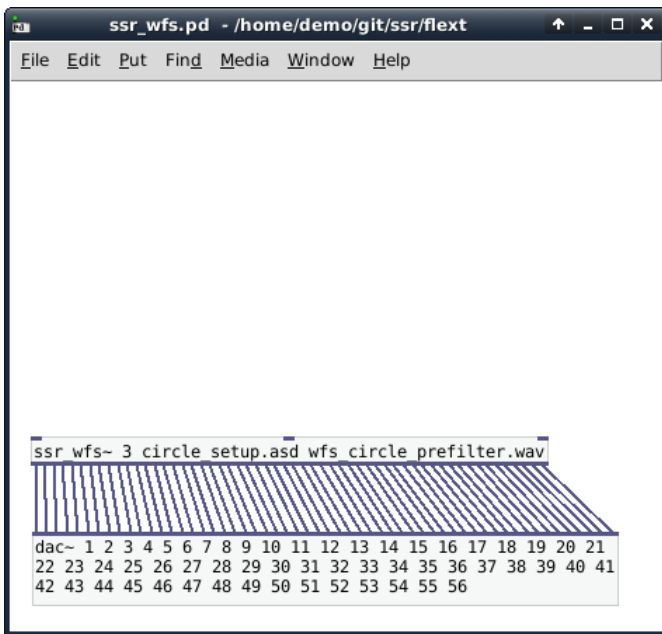 ssr_wfs.pd - /home/demo/git/ssr/flext
File Edit Put Find Media Window Help
ssr_wfs~ 3 circle_setup.asd wfs_circle_prefilter.wav
dac~ 1 2 3 4 5 6 7 8 9 10 11 12 13 14 15 16 17 18 19 20 21
22 23 24 25 26 27 28 29 30 31 32 33 34 35 36 37 38 39 40 41
42 43 44 45 46 47 48 49 50 51 52 53 54 55 56